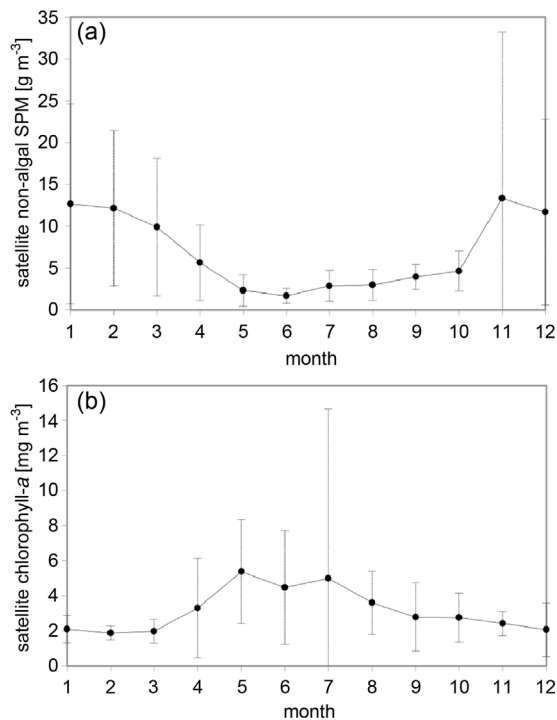 (a)
satellite non-algal SPM [g m-3]
35
30
25
20
15
10
5
0
1 2 3 4 5 6 7 8 9 10 11 12
month
(b)
satellite chlorophyll-a [mg m-3]
16
14
12
10
8
6
4
2
0
1 2 3 4 5 6 7 8 9 10 11 12
month